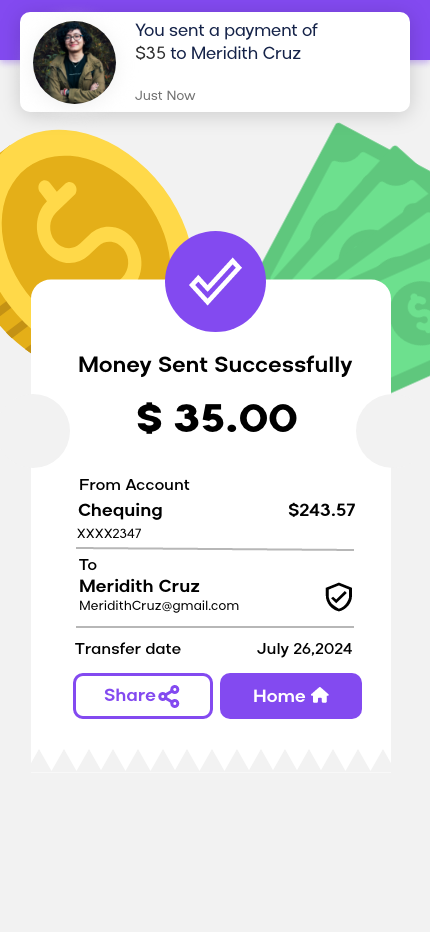 You sent a payment of
$35 to Meridith Cruz
Just Now
Money Sent Successfully
$ 35.00
From Account
Chequing $243.57
XXXX2347
To
Meridith Cruz
MeridithCruz@gmail.com
Transfer date July 26,2024
Share Home